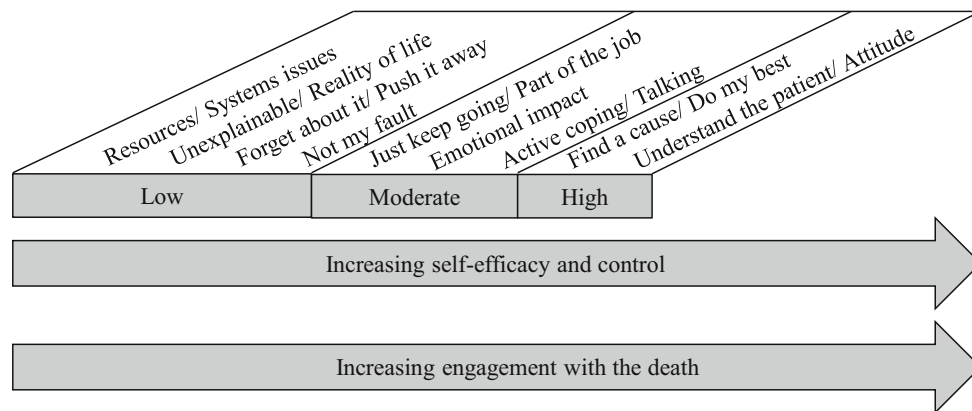 Resources/ Systems issues
Unexplainable/ Reality of life
Forget about it/ Push it away
Not my fault
Just keep going/ Part of the job
Emotional impact
Active coping/ Talking
Find a cause/ Do my best
Understand the patient/ Attitude
Low
Moderate
High
Increasing self-efficacy and control
Increasing engagement with the death